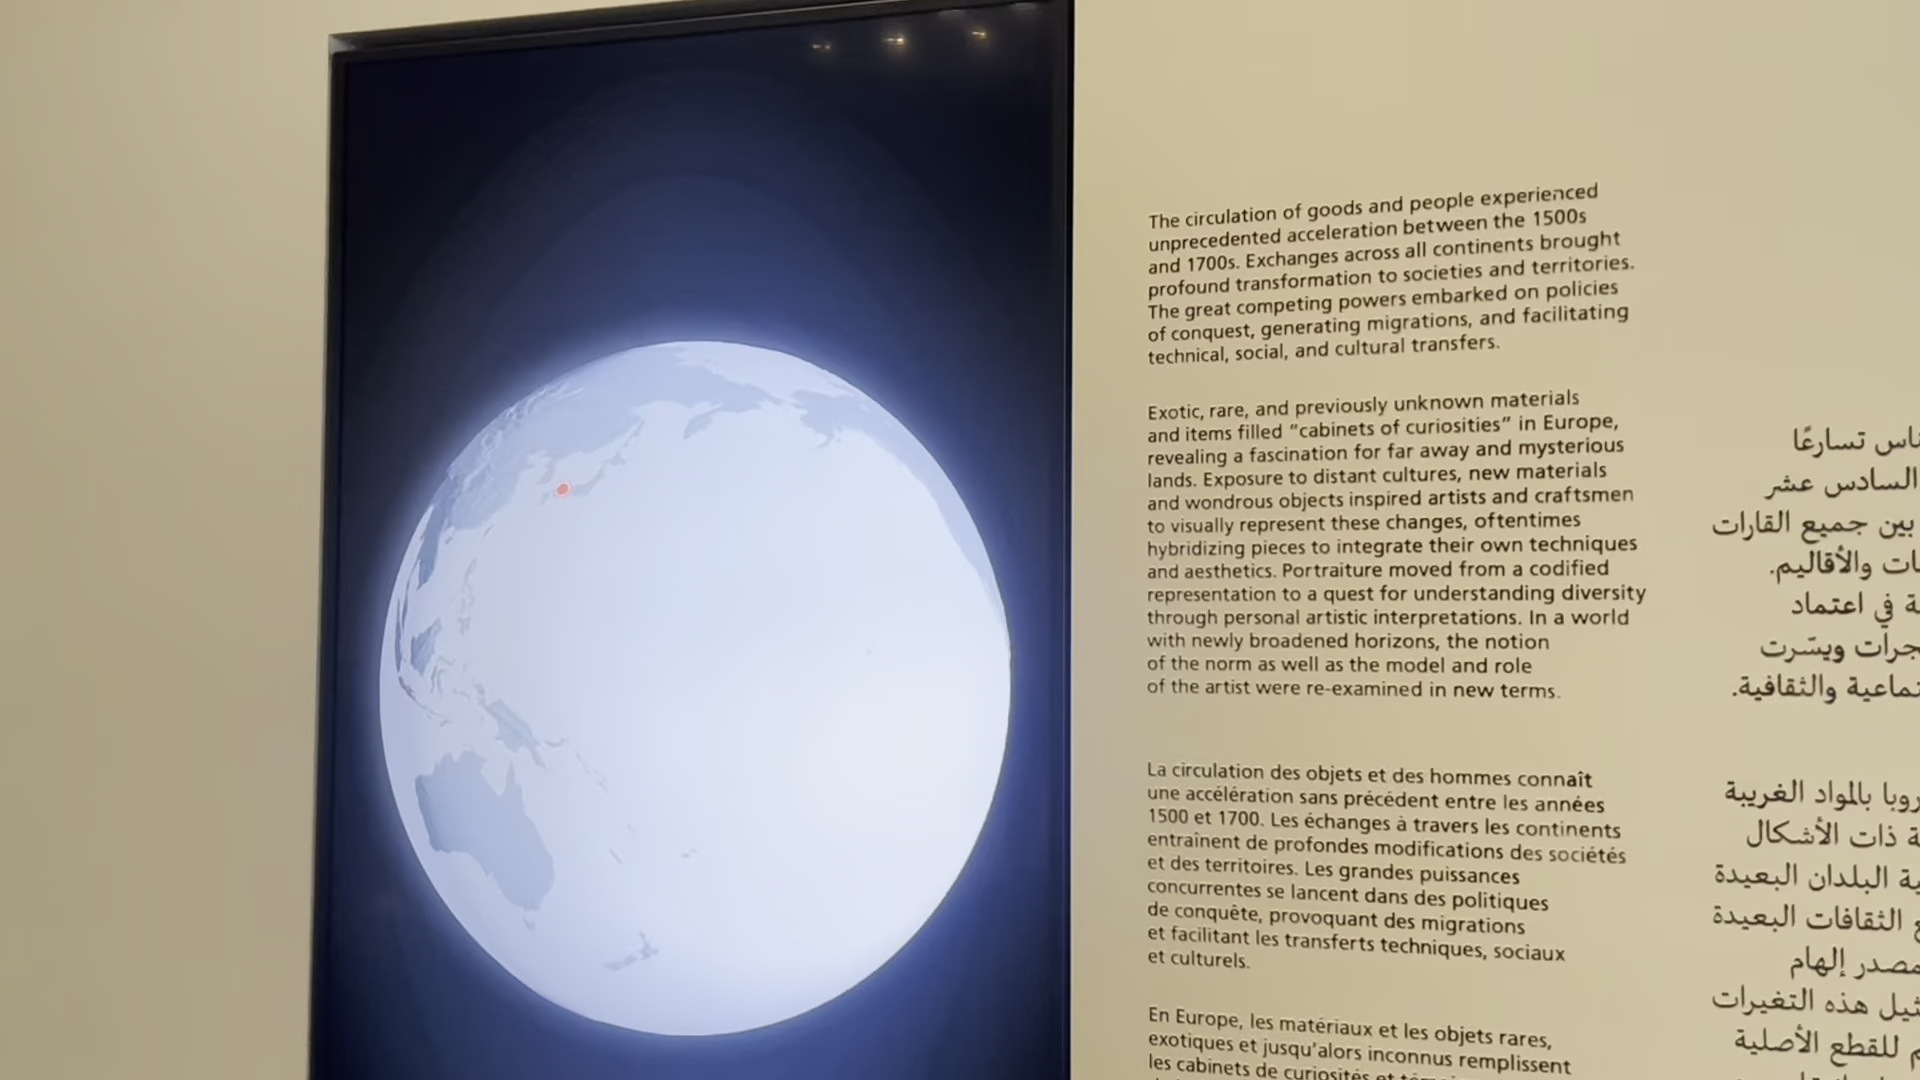 The circulation of goods and people experienced
unprecedented acceleration between the 1500s
and 1700s. Exchanges across all continents brought
profound transformation to societies and territories.
The great competing powers embarked on policies
of conquest, generating migrations, and facilitating
technical, social, and cultural transfers.
Exotic, rare, and previously unknown materials
and items filled “cabinets of curiosities” in Europe,
revealing a fascination for far away and mysterious
lands. Exposure to distant cultures, new materials
and wondrous objects inspired artists and craftsmen
to visually represent these changes, oftentimes
hybridizing pieces to integrate their own techniques
and aesthetics. Portraiture moved from a codified
representation to a quest for understanding diversity
through personal artistic interpretations. In a world
with newly broadened horizons, the notion
of the norm as well as the model and role
of the artist were re-examined in new terms.
La circulation des objets et des hommes connaît
une accélération sans précédent entre les années
1500 et 1700. Les échanges à travers les continents
entraînent de profondes modifications des sociétés
et des territoires. Les grandes puissances
concurrentes se lancent dans des politiques
de conquête, provoquant des migrations
et facilitant les transferts techniques, sociaux
et culturels.
En Europe, les matériaux et les objets rares,
exotiques et jusqu’alors inconnus remplissent
les cabinets de curiosités et
تسارعًا
السادس عشر
بين جميع القارات
والأقاليم.
في اعتماد
ويسّرت
والثقافية.
بالمواد الغريبة
ذات الأشكال
البلدان البعيدة
الثقافات البعيدة
مصدر إلهام
هذه التغيرات
للقطع الأصلية